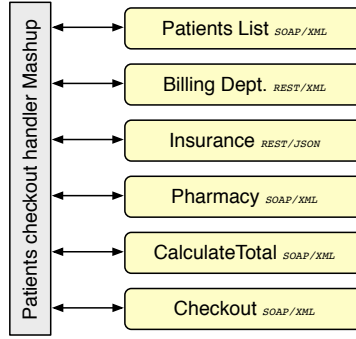 Patients checkout handler Mashup
Patients List SOAP/XML
Billing Dept. REST/XML
Insurance REST/JSON
Pharmacy SOAP/XML
CalculateTotal SOAP/XML
Checkout SOAP/XML